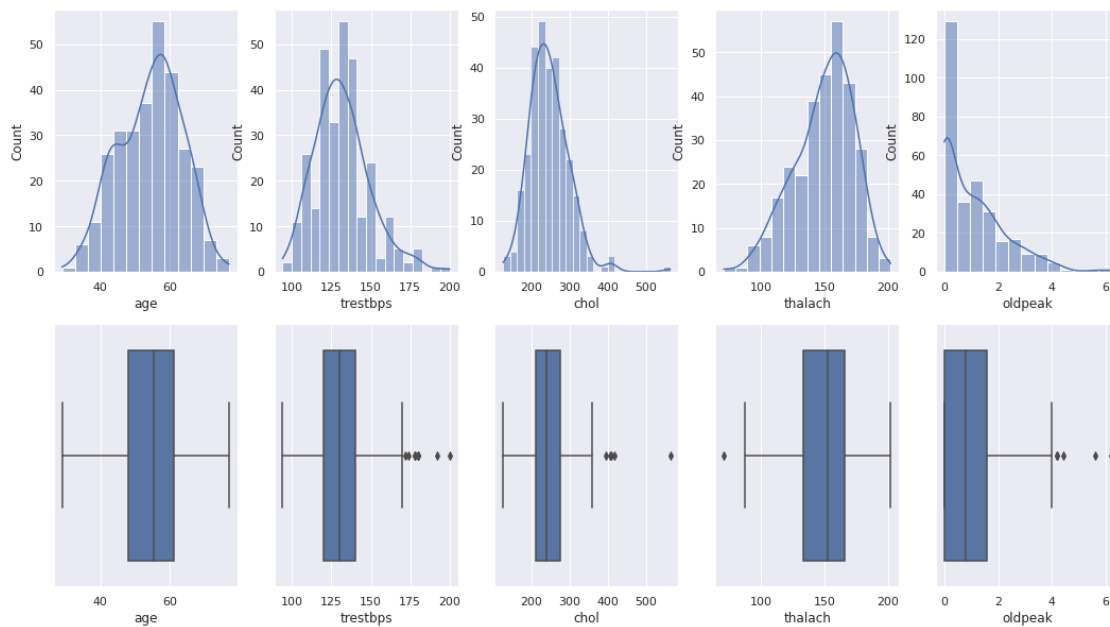 Count 0 10 20 30 40 50 40 60 age
Count 0 10 20 30 40 50 100 125 150 175 200 trestbps
Count 0 10 20 30 40 50 200 300 400 500 chol
Count 0 10 20 30 40 50 100 150 200 thalach
Count 0 20 40 60 80 100 120 0 2 4 6 oldpeak
40 60 age
100 125 150 175 200 trestbps
200 300 400 500 chol
100 150 200 thalach
0 2 4 6 oldpeak